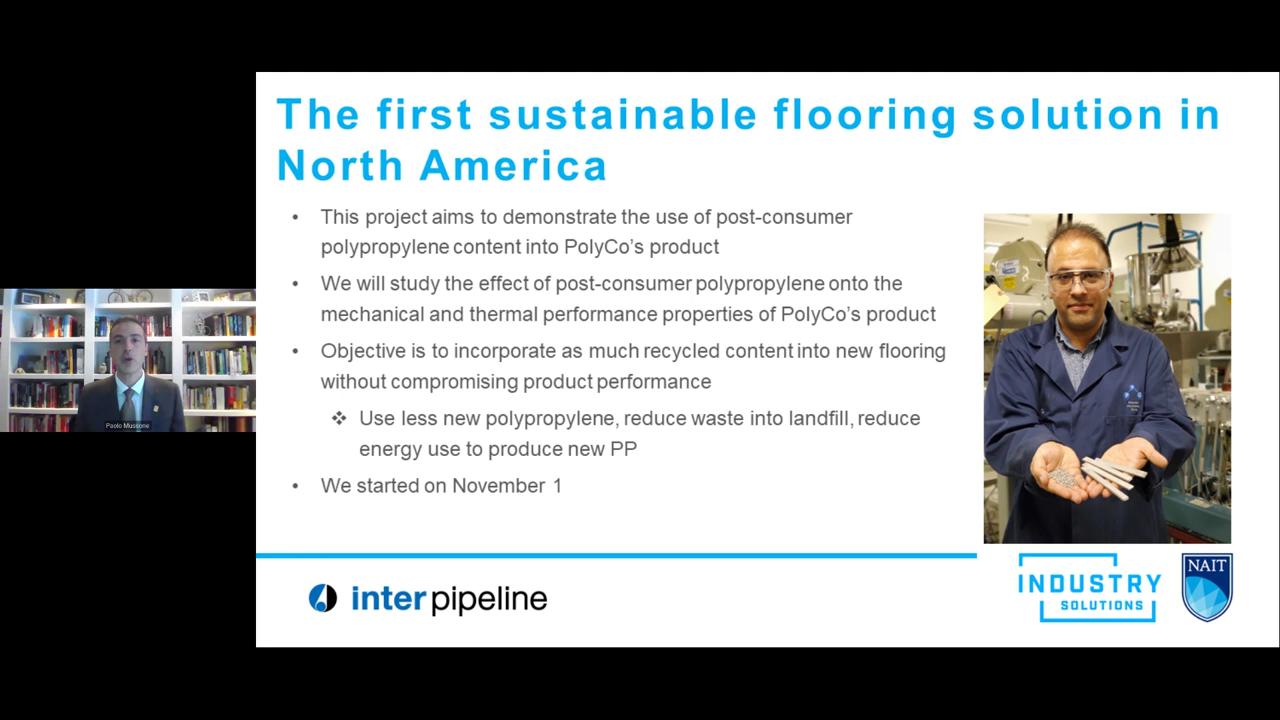 The first sustainable flooring solution in
North America
• This project aims to demonstrate the use of post-consumer
polypropylene content into PolyCo’s product
• We will study the effect of post-consumer polypropylene onto the
mechanical and thermal performance properties of PolyCo’s product
• Objective is to incorporate as much recycled content into new flooring
without compromising product performance
❖ Use less new polypropylene, reduce waste into landfill, reduce
energy use to produce new PP
• We started on November 1
Paolo Mussone
inter pipeline
INDUSTRY
SOLUTIONS
NAIT